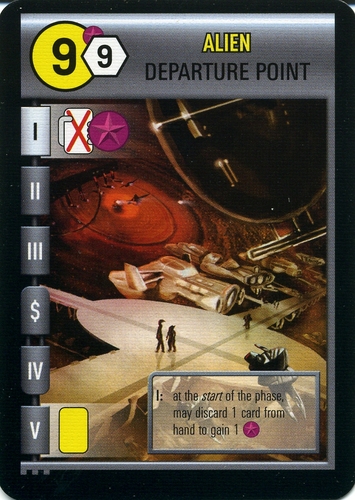 9
9
ALIEN
DEPARTURE POINT
I
II
III
$
IV
V
I: at the start of the phase,
may discard 1 card from
hand to gain 1